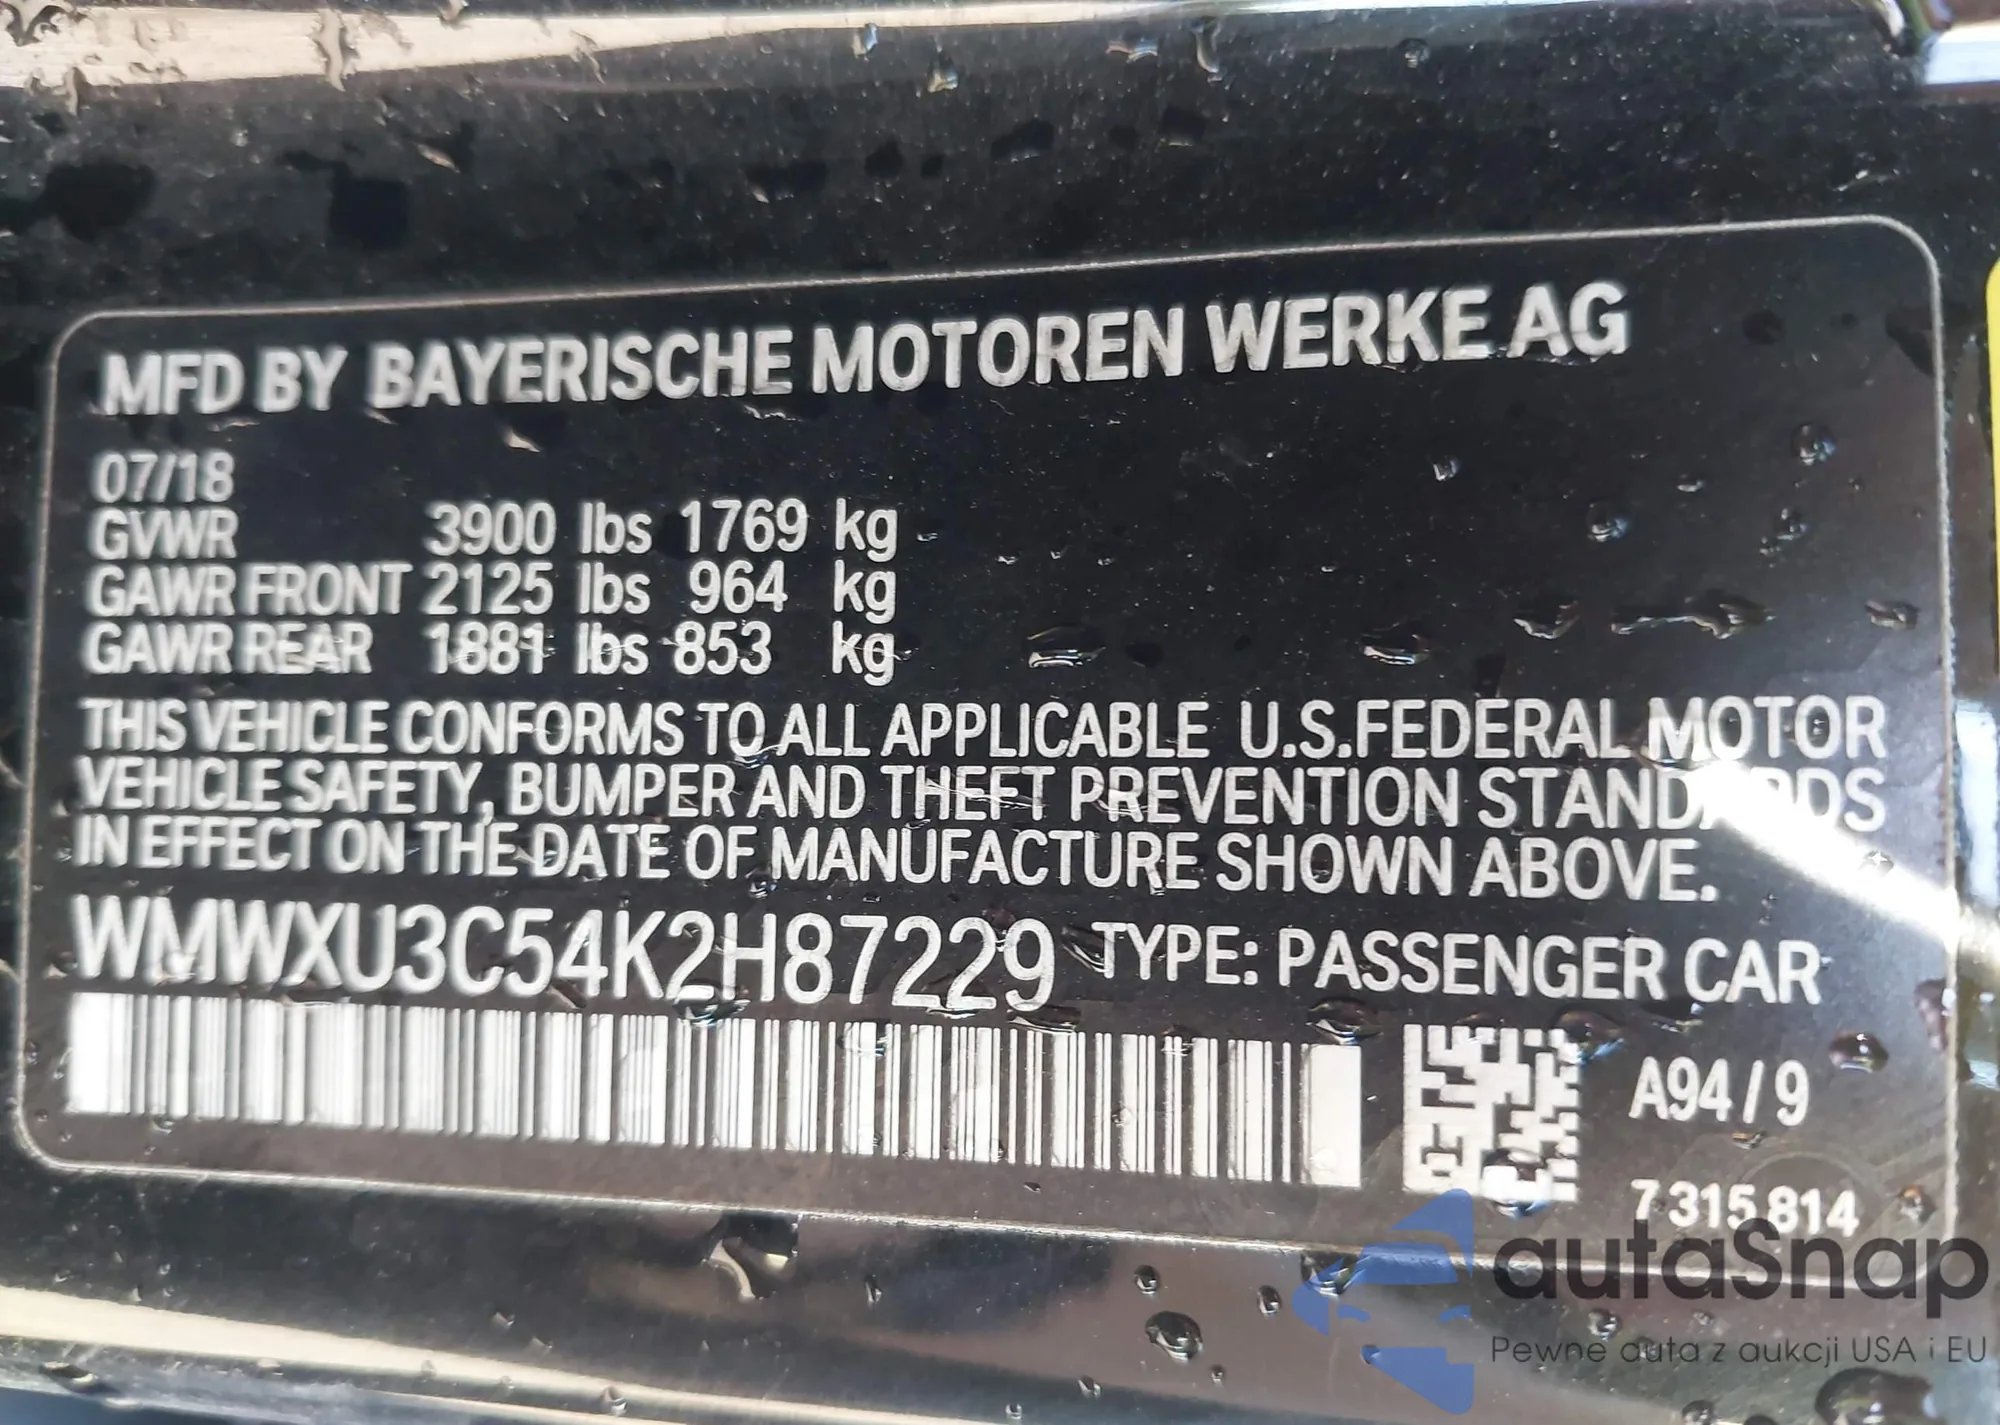 MFD BY BAYERISCHE MOTOREN WERKE AG
07/18
GVWR 3900 lbs 1769 kg
GAWR FRONT 2125 lbs 964 kg
GAWR REAR 1881 lbs 853 kg
THIS VEHICLE CONFORMS TO ALL APPLICABLE U.S.FEDERAL MOTOR
VEHICLE SAFETY, BUMPER AND THEFT PREVENTION STANDARDS
IN EFFECT ON THE DATE OF MANUFACTURE SHOWN ABOVE.
WMWXU3C54K2H87229 TYPE: PASSENGER CAR
A94 / 9
7 315 814
autaSnap
Pewne auta z aukcji USA i EU